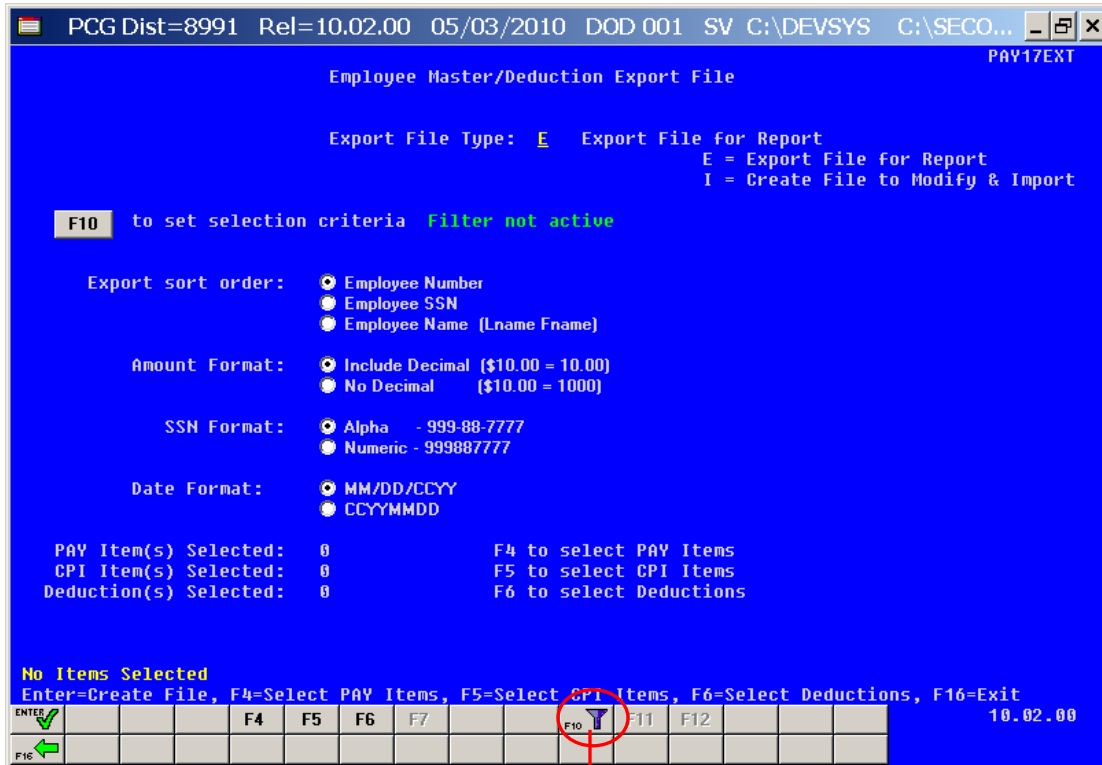 PCG Dist=8991 Rel=10.02.00 05/03/2010 DOD 001 SV C:\DEVSYS C:\SECO...
PAY17EXT
Employee Master/Deduction Export File
Export File Type: E Export File for Report
E = Export File for Report
I = Create File to Modify & Import
F10 to set selection criteria Filter not active
Export sort order: Employee Number
Employee SSN
Employee Name (Lname Fname)
Amount Format: Include Decimal ($10.00 = 10.00)
No Decimal ($10.00 = 1000)
SSN Format: Alpha - 999-88-7777
Numeric - 999887777
Date Format: MM/DD/CCYY
CCYYMMDD
PAY Item(s) Selected: 0 F4 to select PAY Items
CPI Item(s) Selected: 0 F5 to select CPI Items
Deduction(s) Selected: 0 F6 to select Deductions
No Items Selected
Enter=Create File, F4=Select PAY Items, F5=Select CPI Items, F6=Select Deductions, F16=Exit
ENTER F4 F5 F6 F7 F10 F11 F12 10.02.00
F16